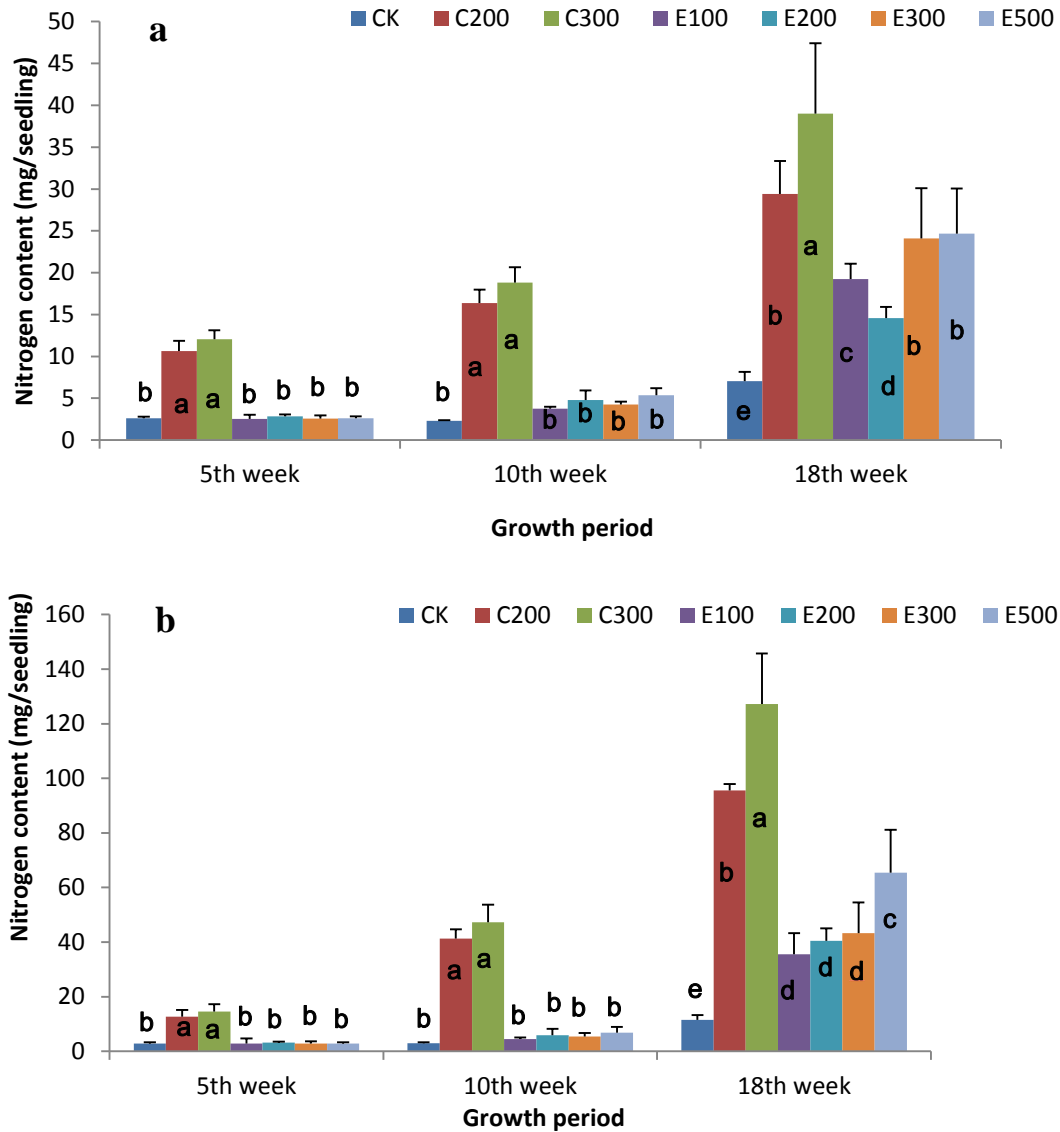 a
CK C200 C300 E100 E200 E300 E500
Nitrogen content (mg/seedling)
50
45
40
35
30
25
20
15
10
5
0
b a a b b b b
b a a b b b b
e b a c d b b
5th week 10th week 18th week
Growth period
b
CK C200 C300 E100 E200 E300 E500
Nitrogen content (mg/seedling)
160
140
120
100
80
60
40
20
0
b a a b b b b
b a a b b b b
e b a d d d c
5th week 10th week 18th week
Growth period